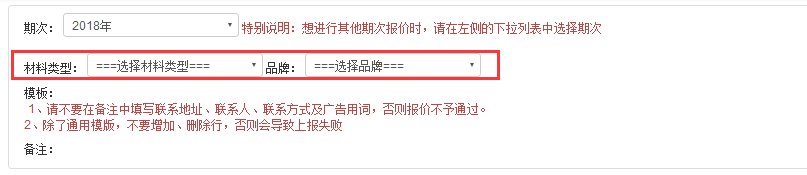 期次: 2018年 特别说明：想进行其他期次报价时，请在左侧的下拉列表中选择期次
材料类型: ===选择材料类型=== 品牌: ===选择品牌===
模板:
1、请不要在备注中填写联系地址、联系人、联系方式及广告用词，否则报价不予通过。
2、除了通用模版，不要增加、删除行，否则会导致上报失败
备注: